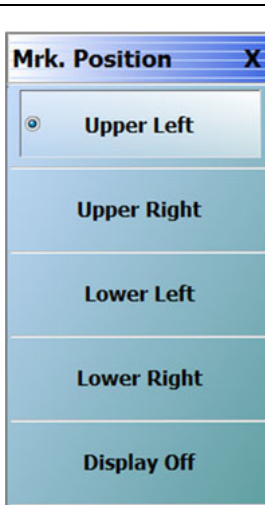 Mrk. Position X
Upper Left
Upper Right
Lower Left
Lower Right
Display Off